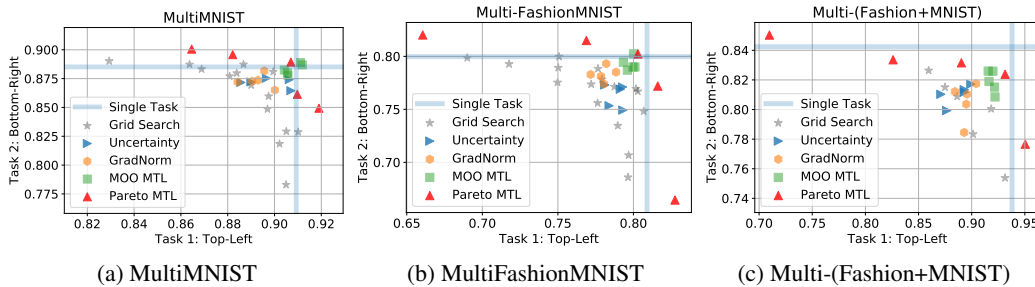 MultiMNIST
Task 2: Bottom-Right
0.900
0.875
0.850
0.825
0.800
0.775
Single Task
Grid Search
Uncertainty
GradNorm
MOO MTL
Pareto MTL
0.82 0.84 0.86 0.88 0.90 0.92
Task 1: Top-Left
(a) MultiMNIST
Multi-FashionMNIST
Task 2: Bottom-Right
0.80
0.75
0.70
Single Task
Grid Search
Uncertainty
GradNorm
MOO MTL
Pareto MTL
0.65 0.70 0.75 0.80
Task 1: Top-Left
(b) MultiFashionMNIST
Multi-(Fashion+MNIST)
Task 2: Bottom-Right
0.84
0.82
0.80
0.78
0.76
0.74
Single Task
Grid Search
Uncertainty
GradNorm
MOO MTL
Pareto MTL
0.70 0.75 0.80 0.85 0.90 0.95
Task 1: Top-Left
(c) Multi-(Fashion+MNIST)